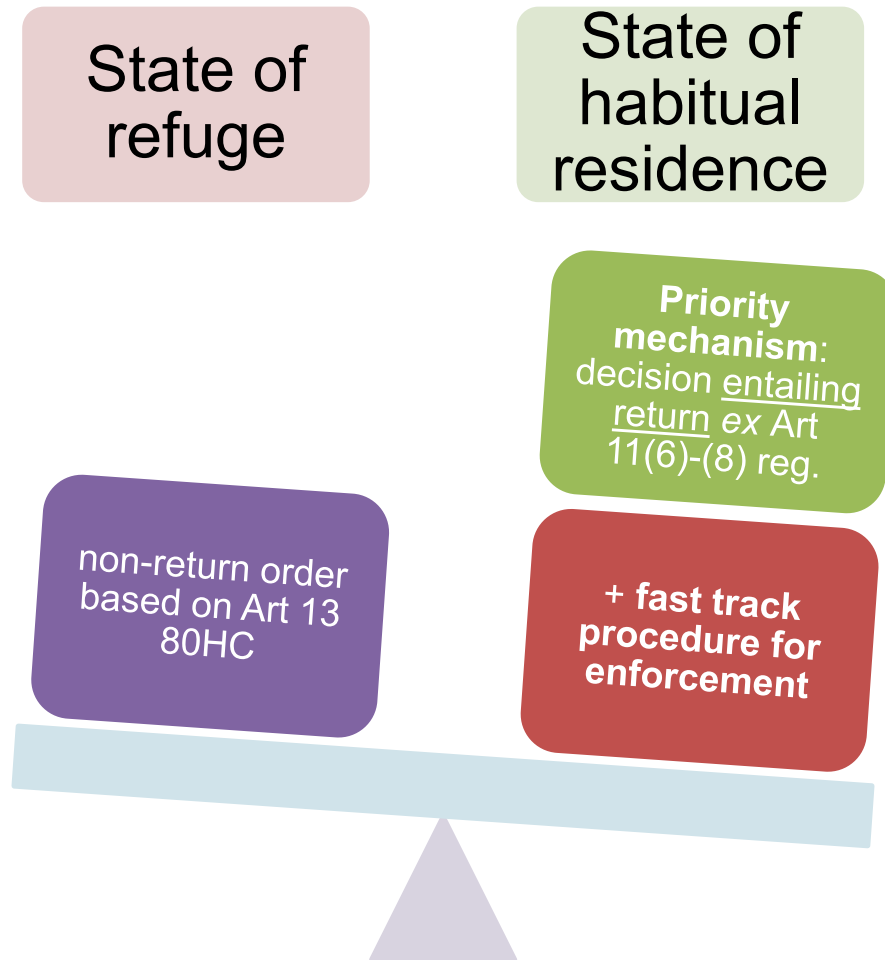 State of
refuge
State of
habitual
residence
Priority
mechanism:
decision entailing
return ex Art
11(6)-(8) reg.
non-return order
based on Art 13
80HC
+ fast track
procedure for
enforcement